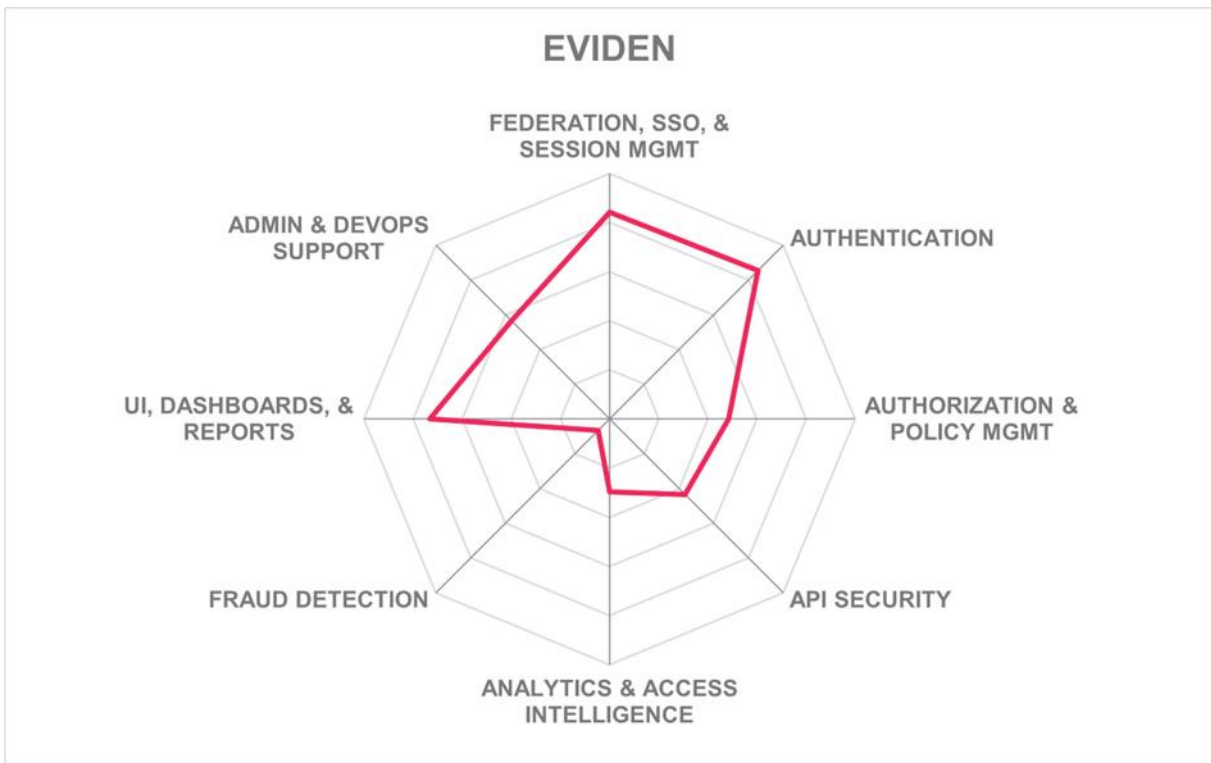 EVIDEN
FEDERATION, SSO, &
SESSION MGMT
ADMIN & DEVOPS
SUPPORT
AUTHENTICATION
UI, DASHBOARDS, &
REPORTS
AUTHORIZATION &
POLICY MGMT
FRAUD DETECTION
API SECURITY
ANALYTICS & ACCESS
INTELLIGENCE